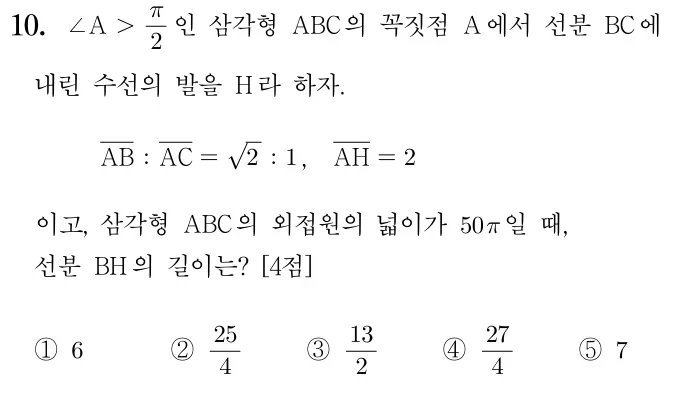 10. ∠A > π/2 인 삼각형 ABC의 꼭짓점 A에서 선분 BC에
내린 수선의 발을 H라 하자.
A̅B̅ : A̅C̅ = √2 : 1, A̅H̅ = 2
이고, 삼각형 ABC의 외접원의 넓이가 50π일 때,
선분 BH의 길이는? [4점]
① 6 ② 25/4 ③ 13/2 ④ 27/4 ⑤ 7